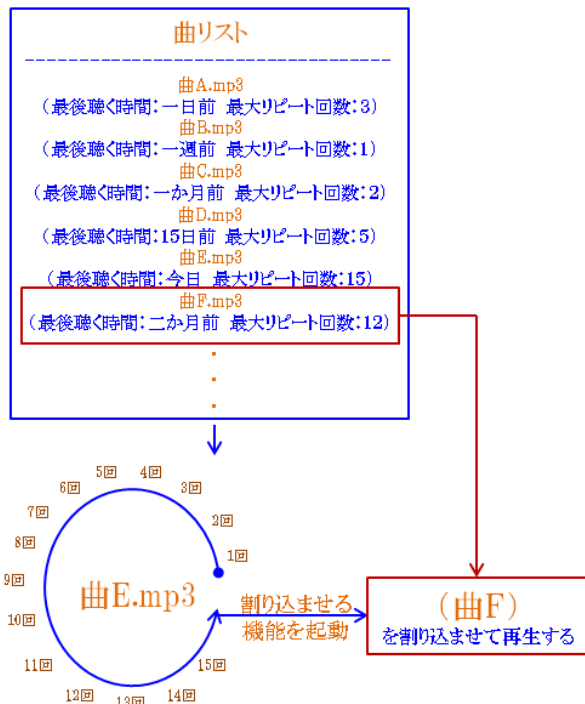 曲リスト
曲A.mp3
(最後聴く時間:一日前 最大リピート回数:3)
曲B.mp3
(最後聴く時間:一週前 最大リピート回数:1)
曲C.mp3
(最後聴く時間:一か月前 最大リピート回数:2)
曲D.mp3
(最後聴く時間:15日前 最大リピート回数:5)
曲E.mp3
(最後聴く時間:今日 最大リピート回数:15)
曲F.mp3
(最後聴く時間:二か月前 最大リピート回数:12)
1回
2回
3回
4回
5回
6回
7回
8回
9回
10回
11回
12回
13回
14回
15回
曲E.mp3
割り込ませる
機能を起動
(曲F)
を割り込ませて再生する